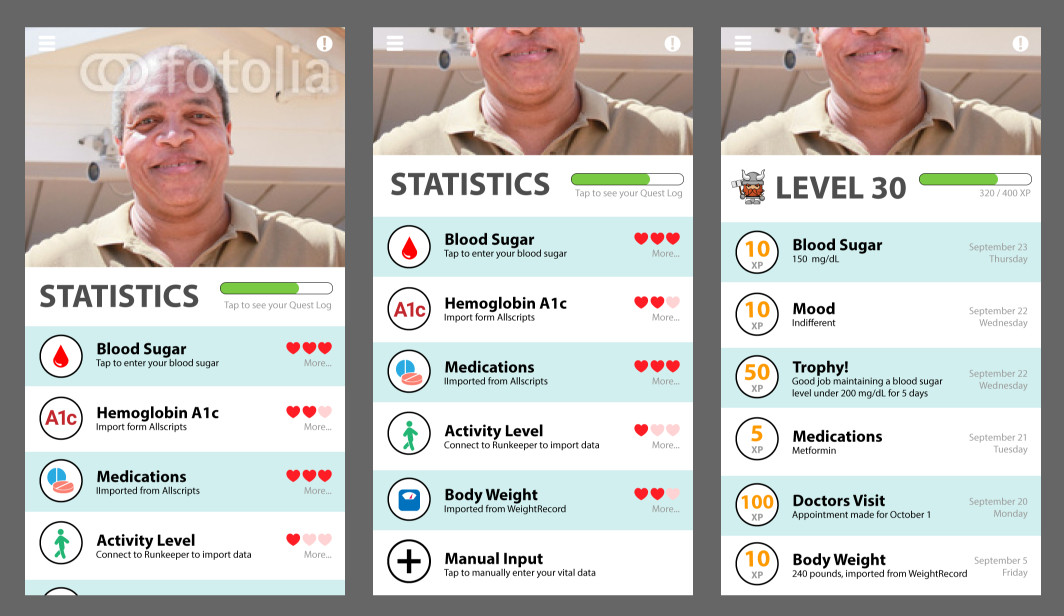 fotolia
STATISTICS
Tap to see your Quest Log
Blood Sugar
Tap to enter your blood sugar
More...
A1c
Hemoglobin A1c
Import form Allscripts
More...
Medications
IImported from Allscripts
More...
Activity Level
Connect to Runkeeper to import data
More...
STATISTICS
Tap to see your Quest Log
Blood Sugar
Tap to enter your blood sugar
More...
A1c
Hemoglobin A1c
Import form Allscripts
More...
Medications
IImported from Allscripts
More...
Activity Level
Connect to Runkeeper to import data
More...
Body Weight
Imported from WeightRecord
More...
Manual Input
Tap to manually enter your vital data
LEVEL 30
320 / 400 XP
10
XP
Blood Sugar
150 mg/dL
September 23
Thursday
10
XP
Mood
Indifferent
September 22
Wednesday
50
XP
Trophy!
Good job maintaining a blood sugar
level under 200 mg/dL for 5 days
September 22
Wednesday
5
XP
Medications
Metformin
September 21
Tuesday
100
XP
Doctors Visit
Appointment made for October 1
September 20
Monday
10
XP
Body Weight
240 pounds, imported from WeightRecord
September 5
Friday